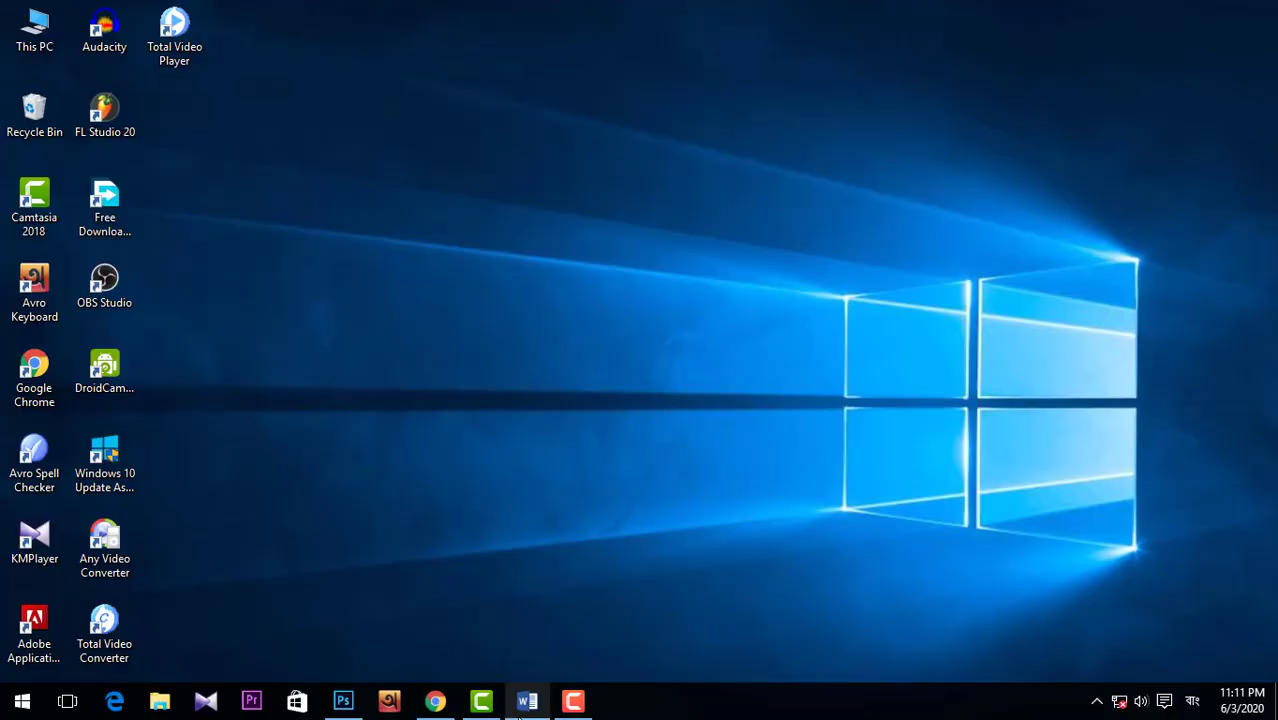 This PC
Audacity
Total Video
Player
Recycle Bin
FL Studio 20
Camtasia
2018
Free
Downloa...
Avro
Keyboard
OBS Studio
Google
Chrome
DroidCam...
Avro Spell
Checker
Windows 10
Update As...
KMPlayer
Any Video
Converter
Adobe
Applicati...
Total Video
Converter
Pr
Ps
অ
W
বাং
11:11 PM
6/3/2020